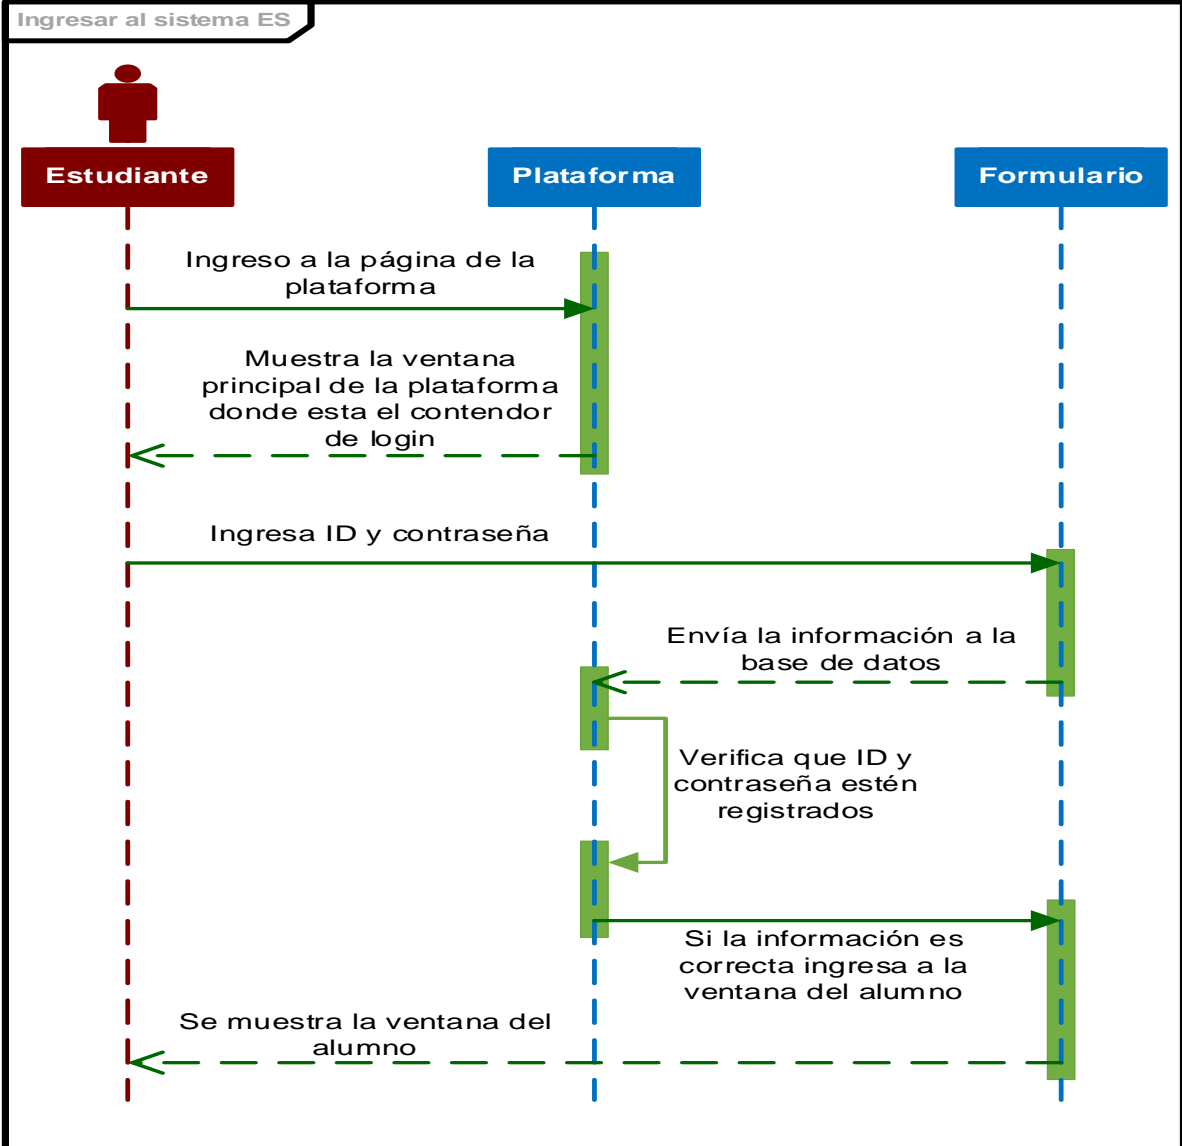 Ingresar al sistema ES
Estudiante
Plataforma
Formulario
Ingreso a la página de la
plataforma
Muestra la ventana
principal de la plataforma
donde esta el contendor
de login
Ingresa ID y contraseña
Envía la información a la
base de datos
Verifica que ID y
contraseña estén
registrados
Si la información es
correcta ingresa a la
ventana del alumno
Se muestra la ventana del
alumno